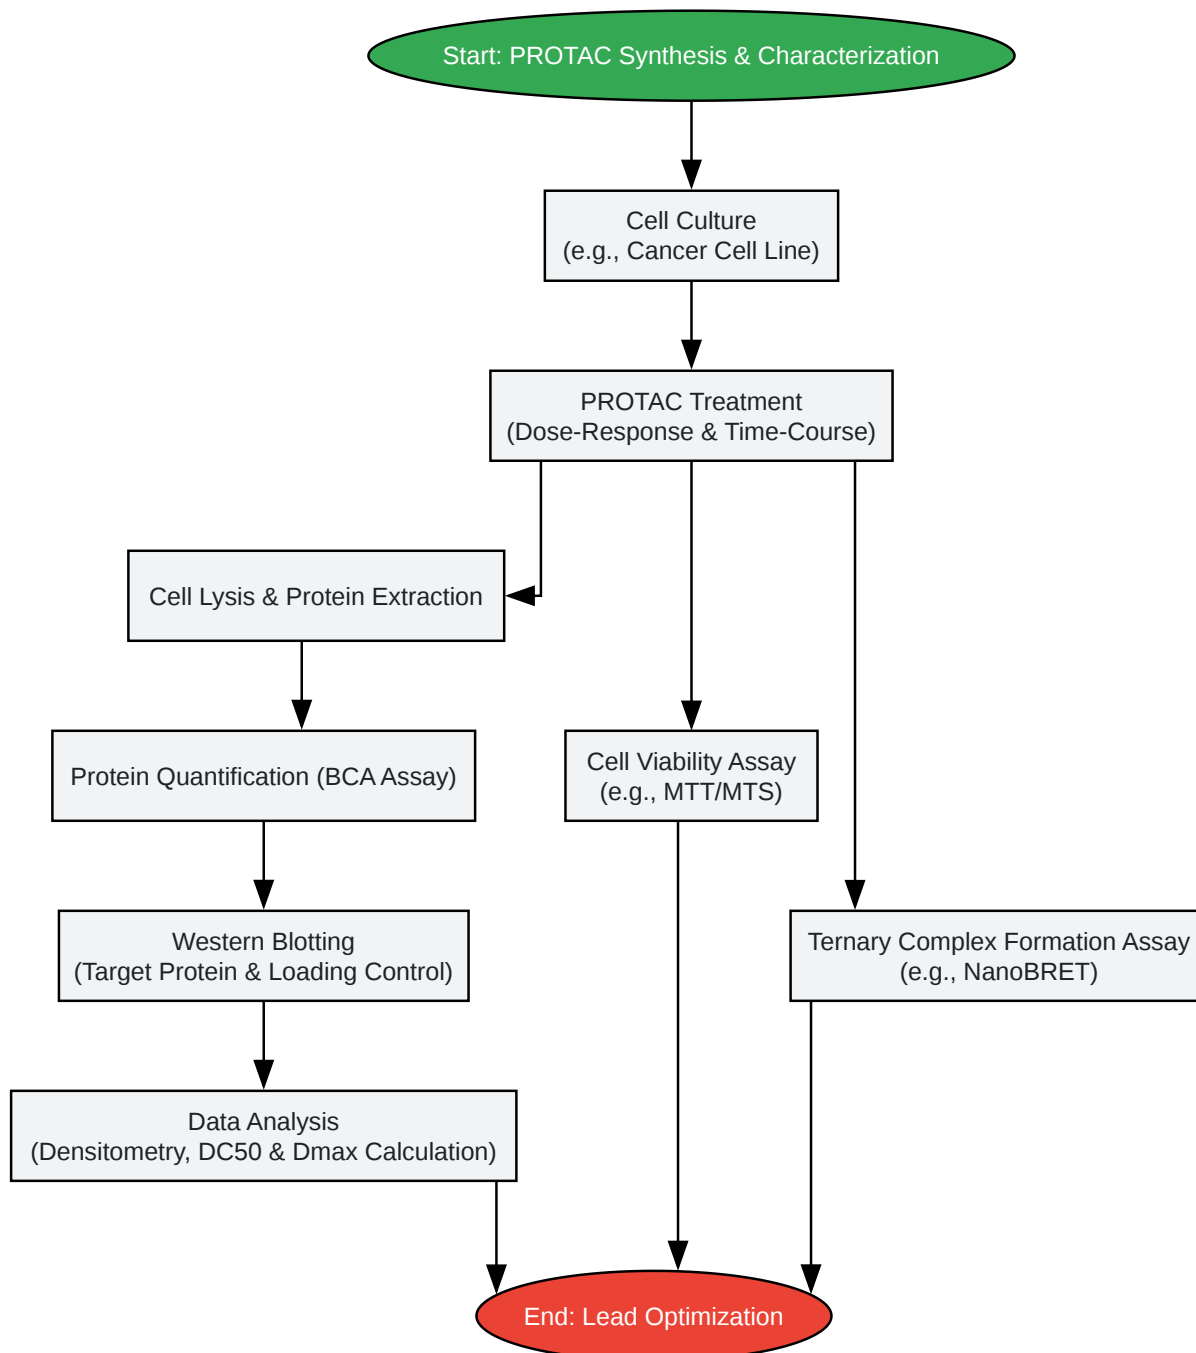 Start: PROTAC Synthesis & Characterization
Cell Culture
(e.g., Cancer Cell Line)
PROTAC Treatment
(Dose-Response & Time-Course)
Cell Lysis & Protein Extraction
Protein Quantification (BCA Assay)
Cell Viability Assay
(e.g., MTT/MTS)
Western Blotting
(Target Protein & Loading Control)
Ternary Complex Formation Assay
(e.g., NanoBRET)
Data Analysis
(Densitometry, DC50 & Dmax Calculation)
End: Lead Optimization